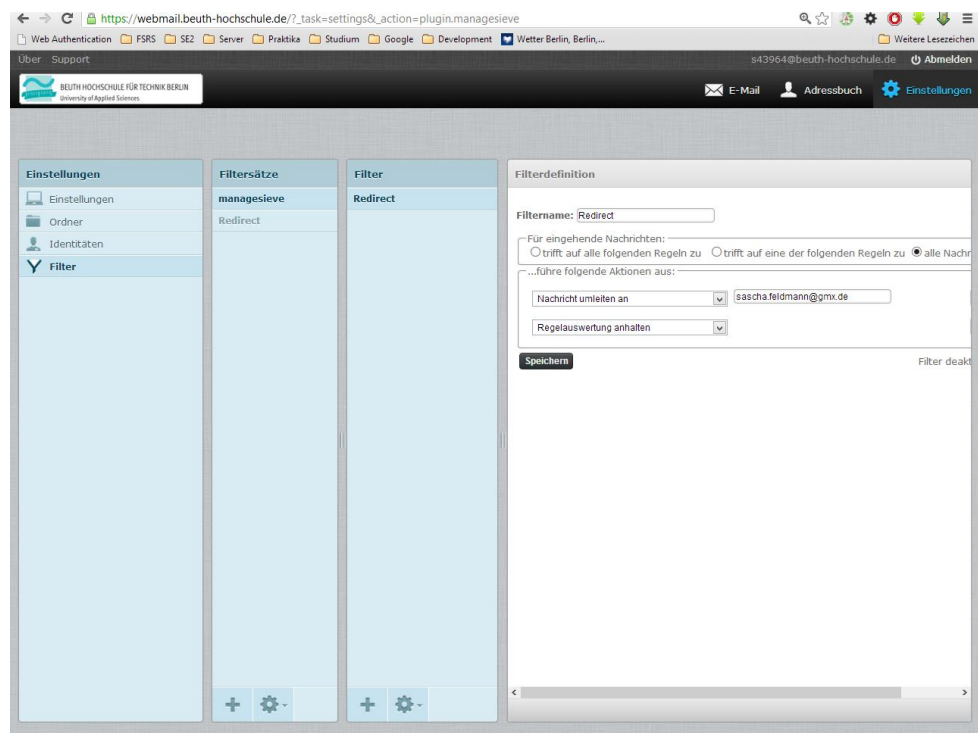 https://webmail.beuth-hochschule.de/?_task=settings&_action=plugin.managesieve
Web Authentication FSRS SE2 Server Praktika Studium Google Development Wetter Berlin, Berlin,... Weitere Lesezeichen
Über Support s43964@beuth-hochschule.de Abmelden
BEUTH HOCHSCHULE FÜR TECHNIK BERLIN
University of Applied Sciences
E-Mail Adressbuch Einstellungen
Einstellungen
Einstellungen
Ordner
Identitäten
Filter
Filtersätze
managesieve
Redirect
Filter
Redirect
Filterdefinition
Filtername: Redirect
Für eingehende Nachrichten:
trifft auf alle folgenden Regeln zu trifft auf eine der folgenden Regeln zu alle Nachr
...führe folgende Aktionen aus:
Nachricht umleiten an sascha.feldmann@gmx.de
Regelauswertung anhalten
Speichern Filter deakt